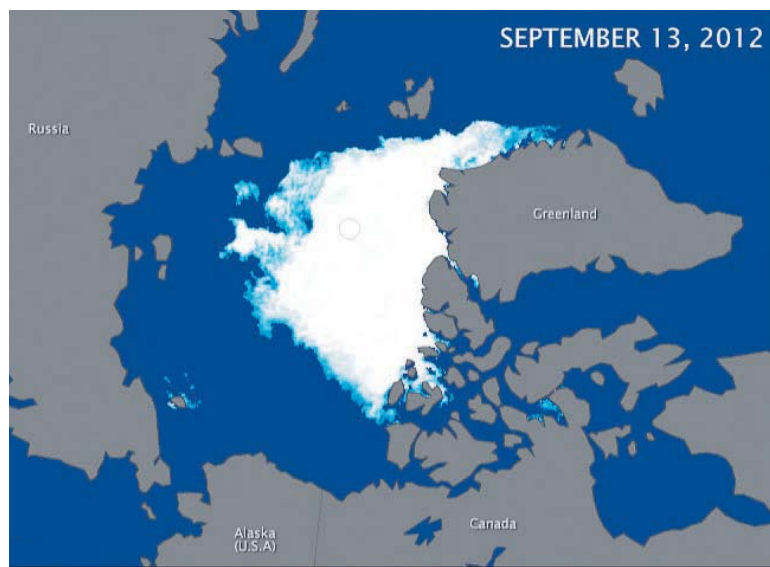 SEPTEMBER 13, 2012
Russia
Greenland
Canada
Alaska
(U.S.A)